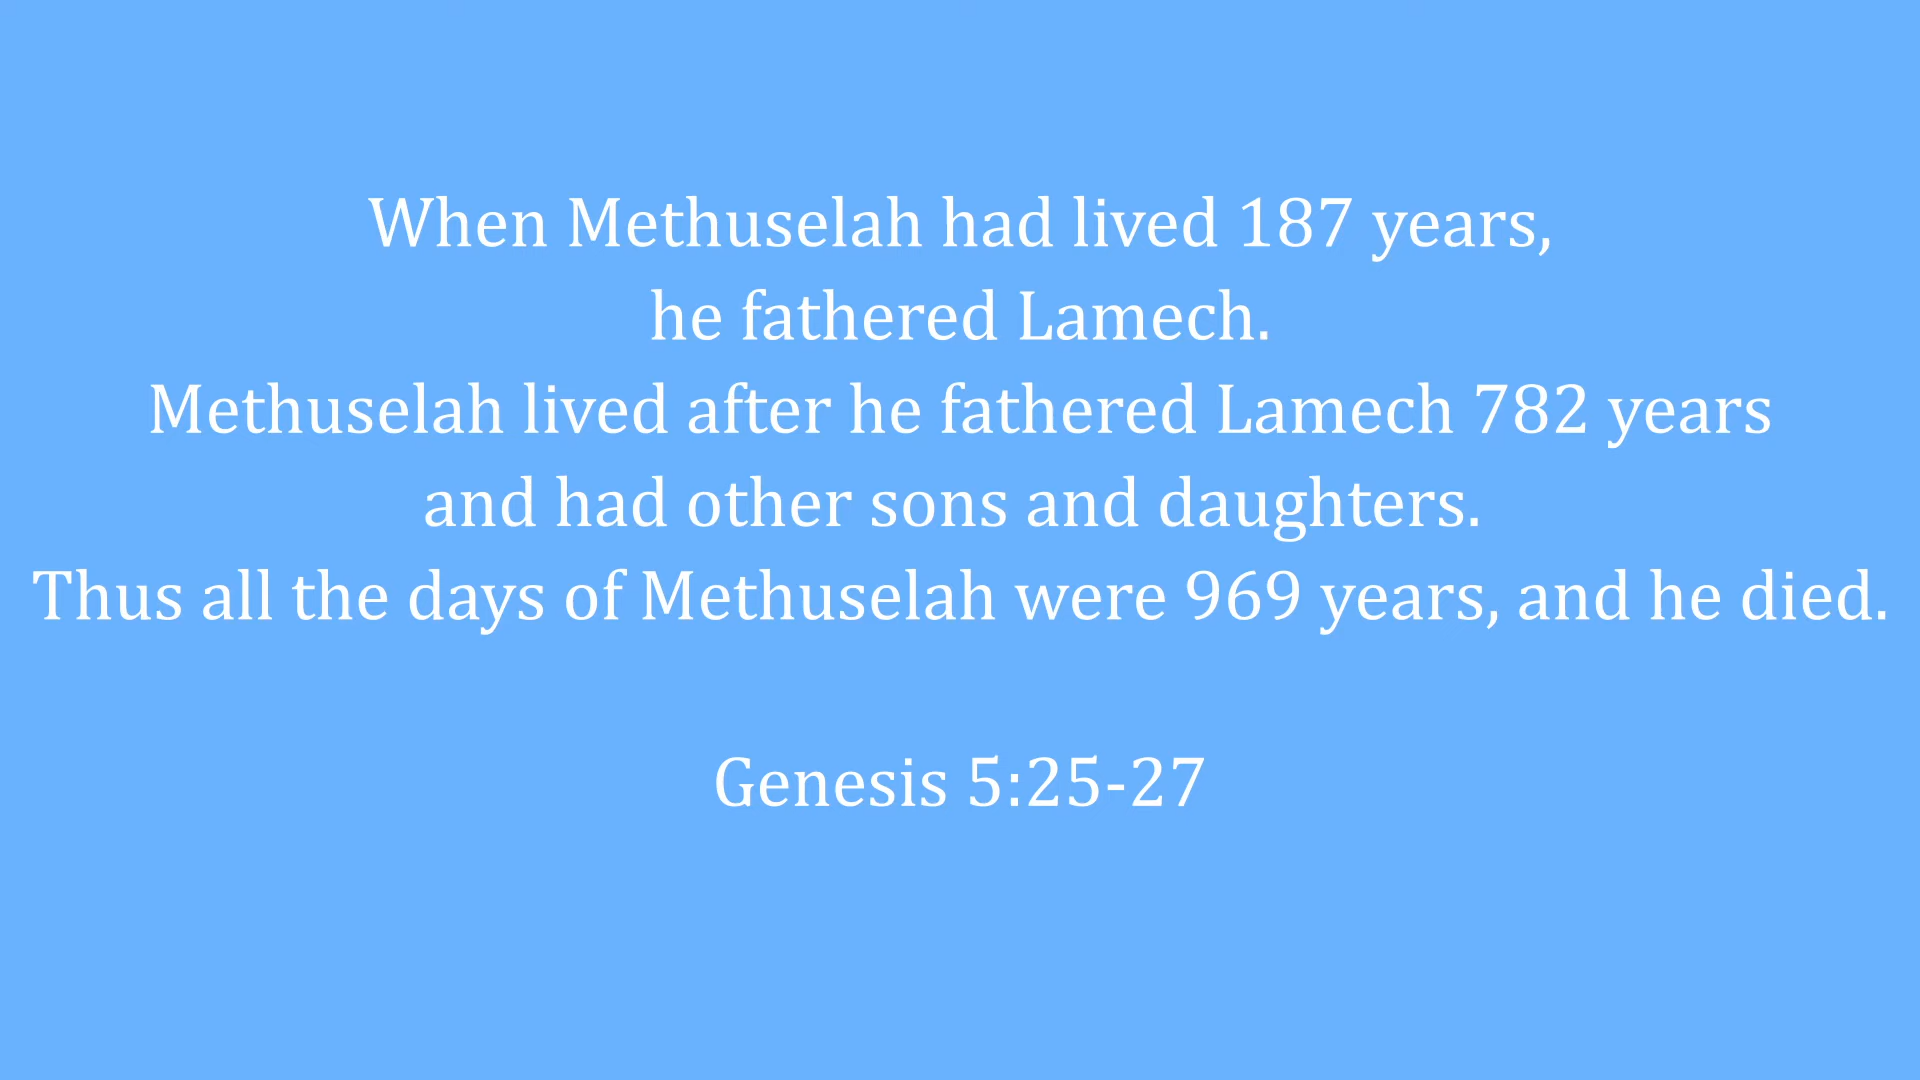 When Methuselah had lived 187 years,
he fathered Lamech.
Methuselah lived after he fathered Lamech 782 years
and had other sons and daughters.
Thus all the days of Methuselah were 969 years, and he died.
Genesis 5:25-27